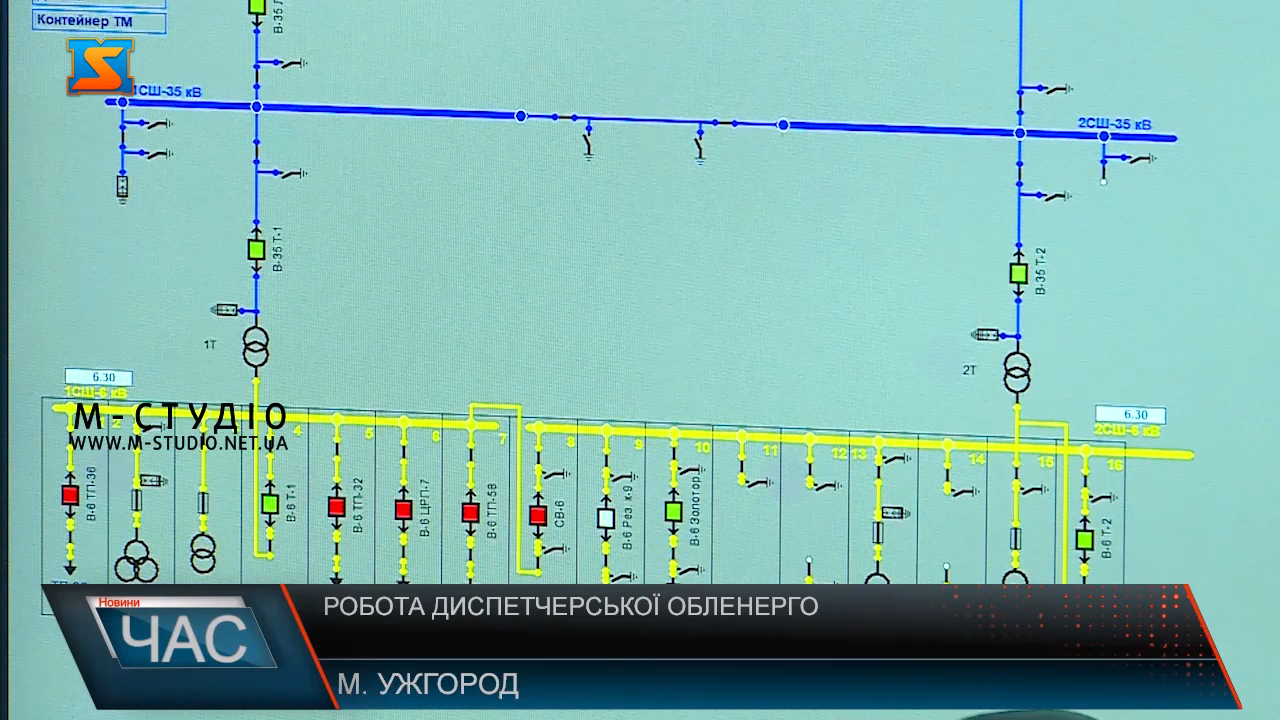 Контейнер ТМ
В-35 Л
1СШ-35 кВ
2СШ-35 кВ
В-35 Т-1
В-35 Т-2
1Т
2Т
6.30
1СШ-6 кВ
6.30
2СШ-6 кВ
М-СТУДІО
WWW.M-STUDIO.NET.UA
2
4
5
6
7
8
9
10
11
12
13
14
15
16
В-6 ТП-36
В-6 Т-1
В-6 ТП-32
В-6 ЦРП-7
В-6 ТП-58
СВ-6
В-6 Рез. к-9
В-6 Золотор.
В-6 Т-2
Новини
ЧАС
РОБОТА ДИСПЕТЧЕРСЬКОЇ ОБЛЕНЕРГО
М. УЖГОРОД